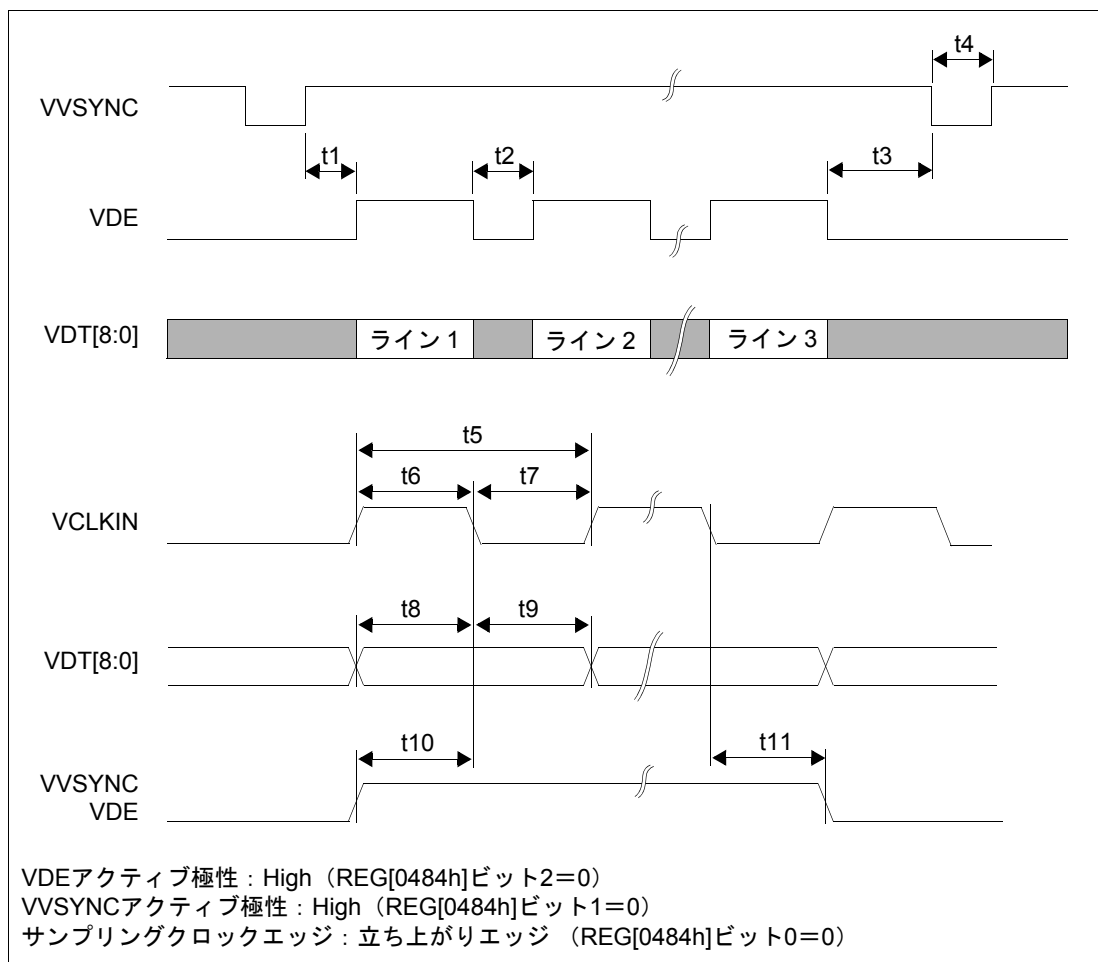 t4
VVSYNC
t1
t2
t3
VDE
VDT[8:0]
ライン 1
ライン 2
ライン 3
t5
t6
t7
VCLKIN
t8
t9
VDT[8:0]
t10
t11
VVSYNC
VDE
VDEアクティブ極性：High（REG[0484h]ビット2＝0）
VVSYNCアクティブ極性：High（REG[0484h]ビット1＝0）
サンプリングクロックエッジ：立ち上がりエッジ （REG[0484h]ビット0＝0）